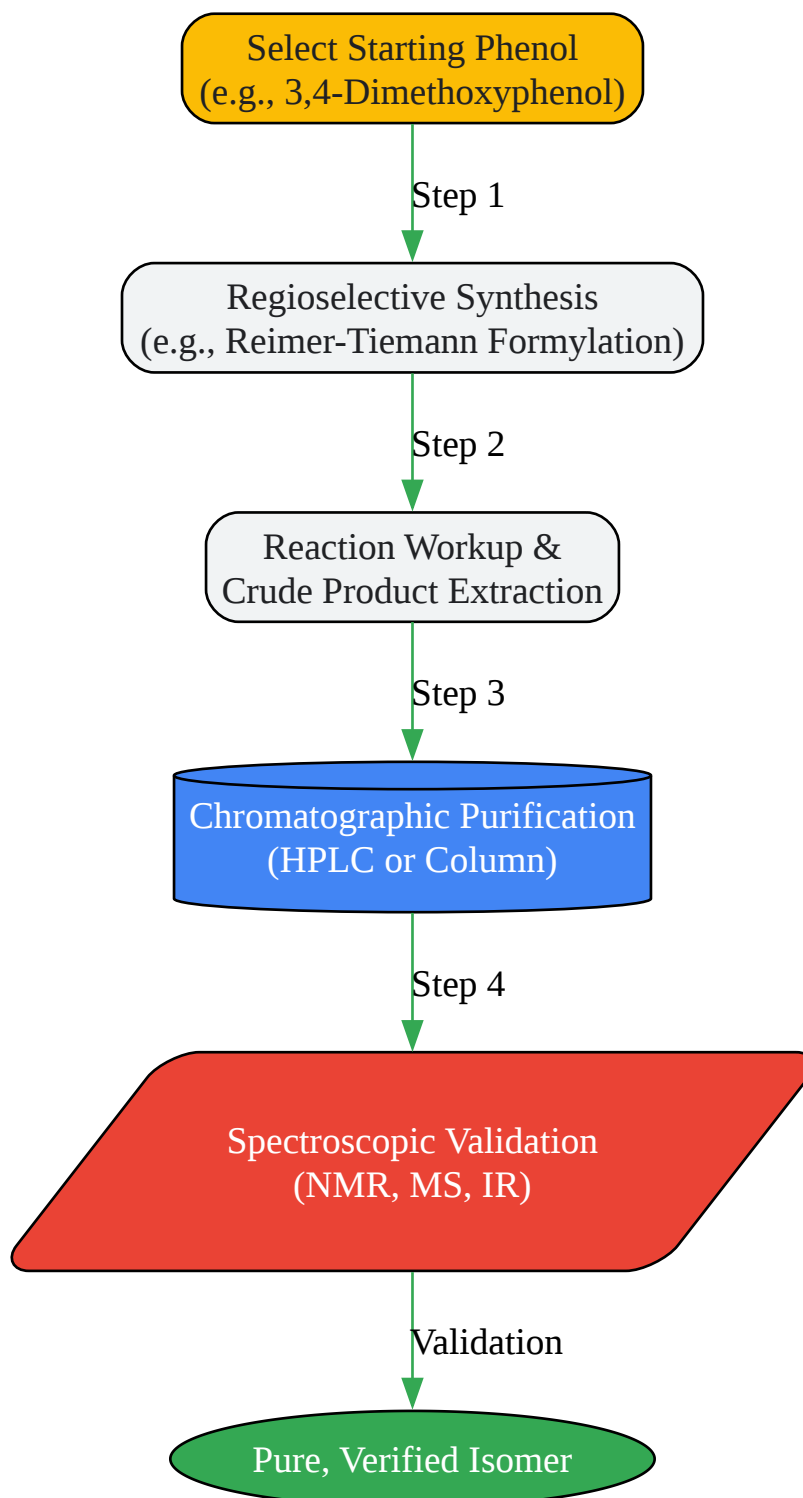 Select Starting Phenol
(e.g., 3,4-Dimethoxyphenol)
Step 1
Regioselective Synthesis
(e.g., Reimer-Tiemann Formylation)
Step 2
Reaction Workup &
Crude Product Extraction
Step 3
Chromatographic Purification
(HPLC or Column)
Step 4
Spectroscopic Validation
(NMR, MS, IR)
Validation
Pure, Verified Isomer